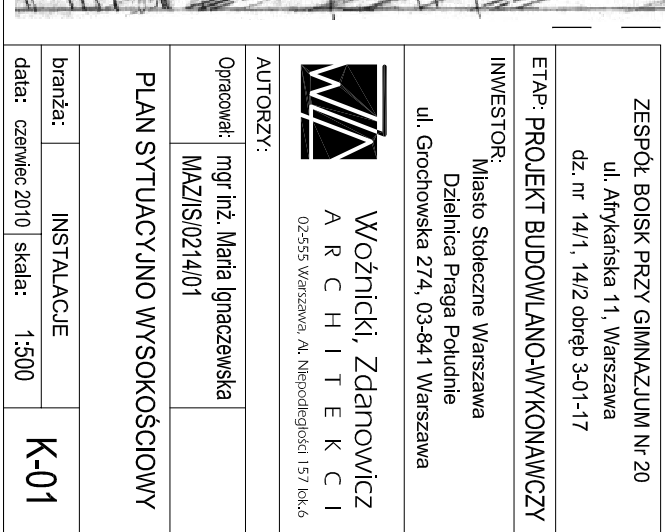 ZESPÓŁ BOISK PRZY GIMNAZJUM Nr 20
ul. Afrykańska 11, Warszawa
dz. nr 14/1, 14/2 obręb 3-01-17
ETAP: PROJEKT BUDOWLANO-WYKONAWCZY
INWESTOR:
Miasto Stołeczne Warszawa
Dzielnica Praga Południe
ul. Grochowska 274, 03-841 Warszawa
Woźnicki, Zdanowicz
A R C H I T E K C I
02-555 Warszawa, Al. Niepodległości 157 lok.6
AUTORZY:
Opracował: mgr inż. Maria Ignaczewska
MAZ/IS/0214/01
PLAN SYTUACYJNO WYSOKOŚCIOWY
branża: INSTALACJE
data: czerwiec 2010 skala: 1:500
K-01